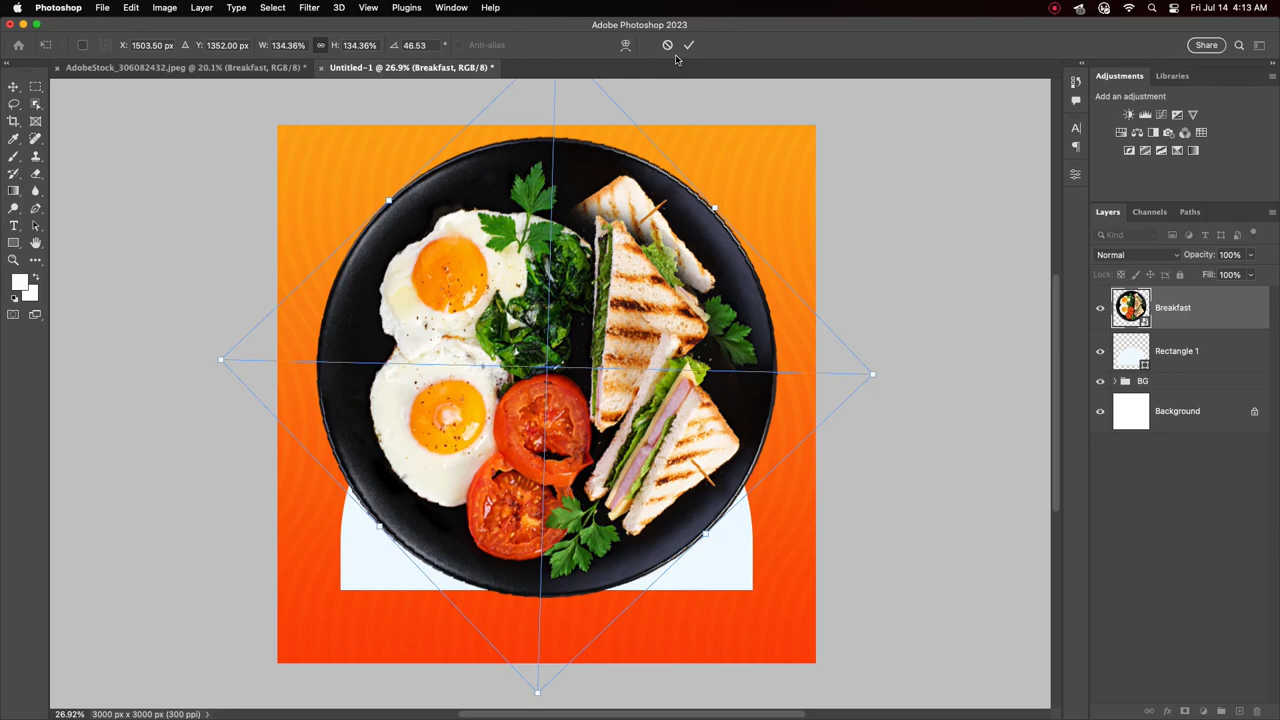 Photoshop File Edit Image Layer Type Select Filter 3D View Plugins Window Help Fri Jul 14 4:13 AM
Adobe Photoshop 2023
X: 1503.50 px Y: 1352.00 px W: 134.36% H: 134.36% 46.53 ° Anti-alias Share
× AdobeStock_306082432.jpeg @ 20.1% (Breakfast, RGB/8) * × Untitled-1 @ 26.9% (Breakfast, RGB/8) *
Adjustments Libraries
Add an adjustment
Layers Channels Paths
Kind
Normal Opacity: 100%
Lock: Fill: 100%
Breakfast
Rectangle 1
BG
Background
26.92% 3000 px x 3000 px (300 ppi)